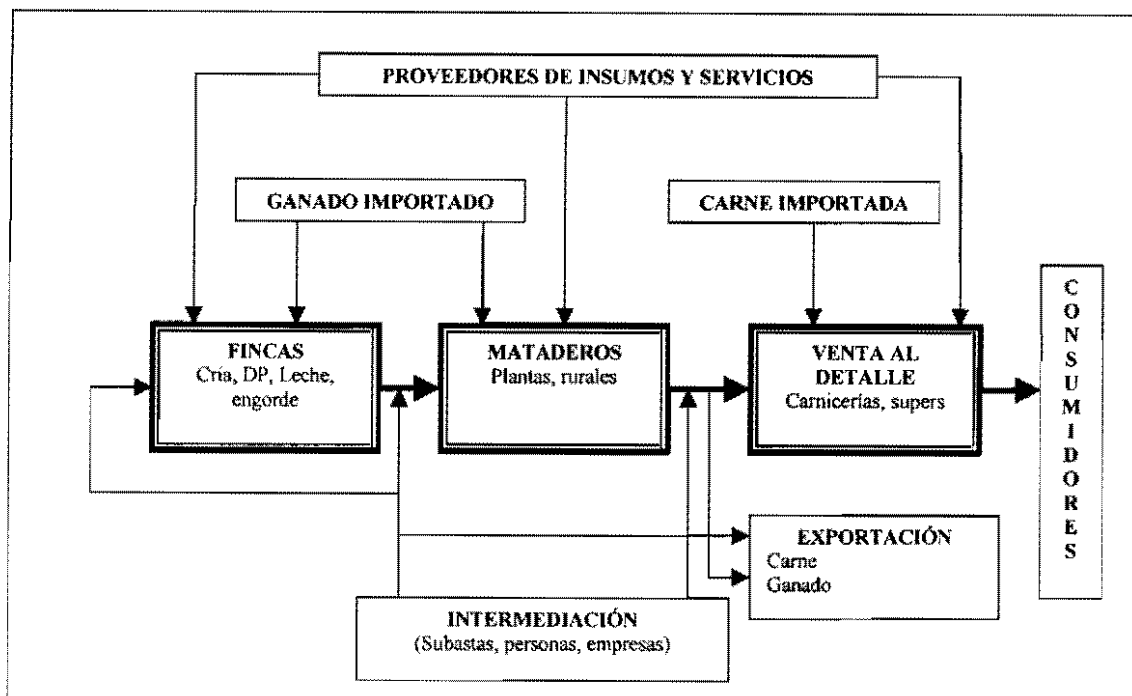 PROVEEDORES DE INSUMOS Y SERVICIOS
GANADO IMPORTADO
CARNE IMPORTADA
FINCAS
Cría, DP, Leche,
engorde
MATADEROS
Plantas, rurales
VENTA AL
DETALLE
Carnicerías, supers
CONSUMIDORES
EXPORTACIÓN
Carne
Ganado
INTERMEDIACIÓN
(Subastas, personas, empresas)